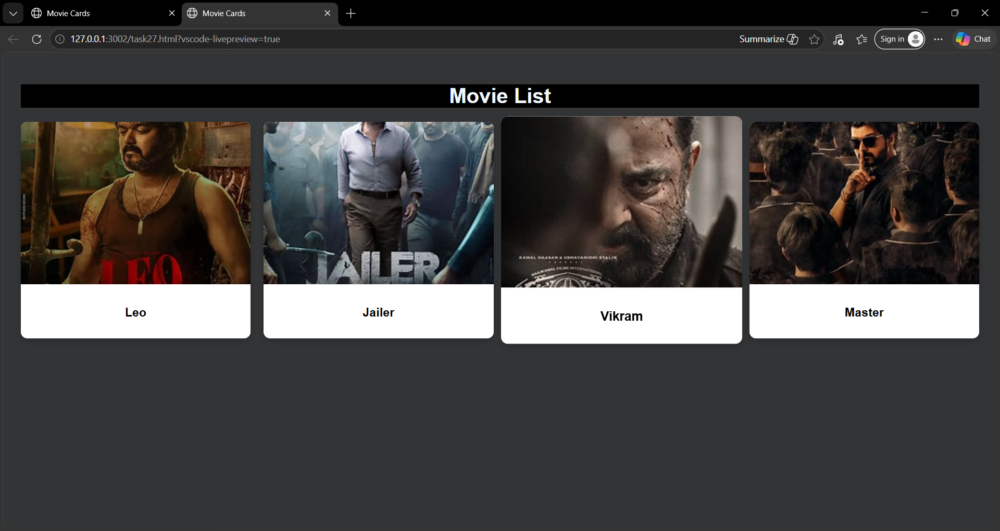 Movie Cards
Movie Cards
127.0.0.1:3002/task27.html?vscode-livepreview=true
Summarize
Sign in
Chat
Movie List
LEO
JAILER
KAMAL HAASAN & UDHAYANIDHI STALIN
RAAJKAMAL FILMS INTERNATIONAL
Leo
Jailer
Vikram
Master